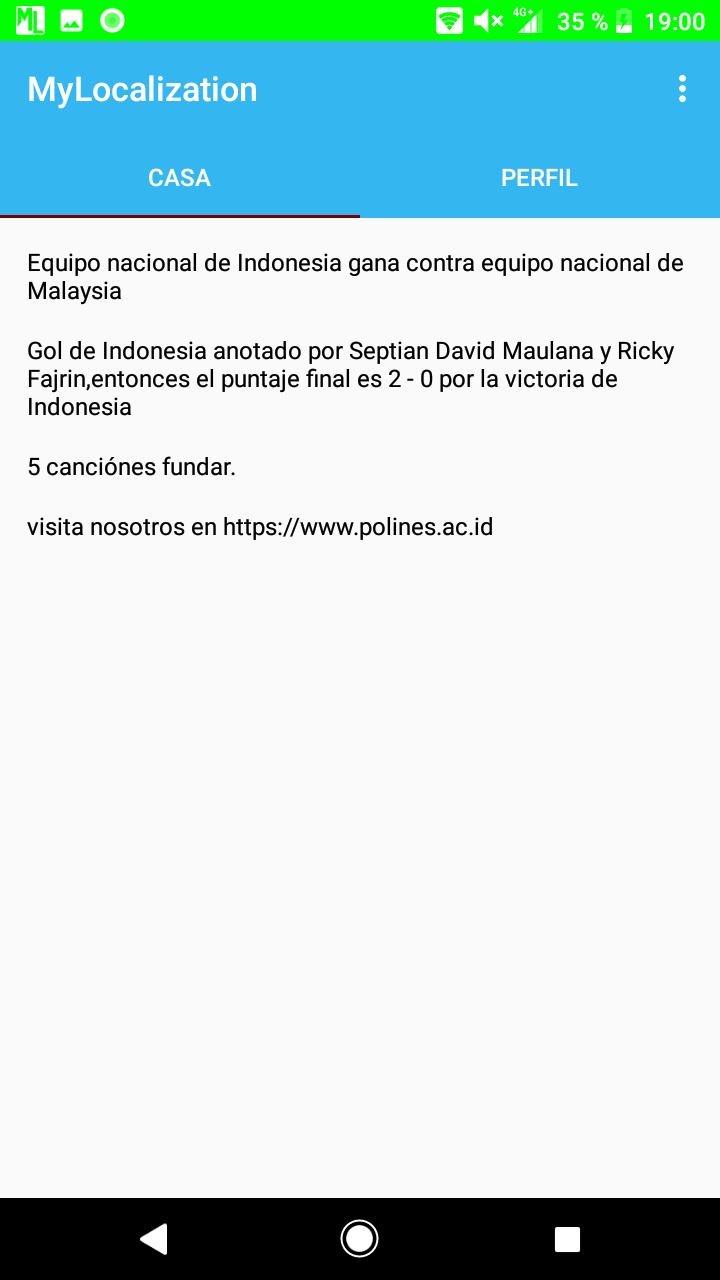 ML 4G+ 35 % 19:00
MyLocalization
CASA PERFIL
Equipo nacional de Indonesia gana contra equipo nacional de
Malaysia
Gol de Indonesia anotado por Septian David Maulana y Ricky
Fajrin,entonces el puntaje final es 2 - 0 por la victoria de
Indonesia
5 canciónes fundar.
visita nosotros en https://www.polines.ac.id